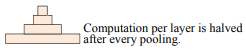 Computation per layer is halved
after every pooling.